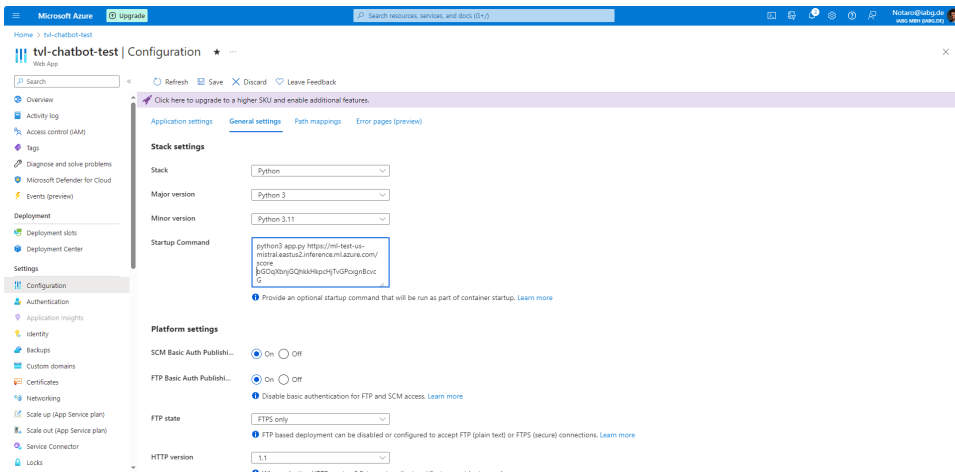 Microsoft Azure
Upgrade
Search resources, services, and docs (G+/)
Notaro@iabg.de
IABG MBH (IABG.DE)
Home > tvl-chatbot-test
tvl-chatbot-test | Configuration ★ ...
Web App
Search
Refresh Save Discard Leave Feedback
Click here to upgrade to a higher SKU and enable additional features.
Overview
Activity log
Access control (IAM)
Tags
Diagnose and solve problems
Microsoft Defender for Cloud
Events (preview)
Deployment
Deployment slots
Deployment Center
Settings
Configuration
Authentication
Application Insights
Identity
Backups
Custom domains
Certificates
Networking
Scale up (App Service plan)
Scale out (App Service plan)
Service Connector
Locks
Application settings General settings Path mappings Error pages (preview)
Stack settings
Stack
Python
Major version
Python 3
Minor version
Python 3.11
Startup Command
python3 app.py https://ml-test-us-
mistral.eastus2.inference.ml.azure.com/
score
bGOqXbnjGQhkkHkpcHjTvGPcxgnBcvc
G
Provide an optional startup command that will be run as part of container startup. Learn more
Platform settings
SCM Basic Auth Publishi...
On Off
FTP Basic Auth Publishi...
On Off
Disable basic authentication for FTP and SCM access. Learn more
FTP state
FTPS only
FTP based deployment can be disabled or configured to accept FTP (plain text) or FTPS (secure) connections. Learn more
HTTP version
1.1